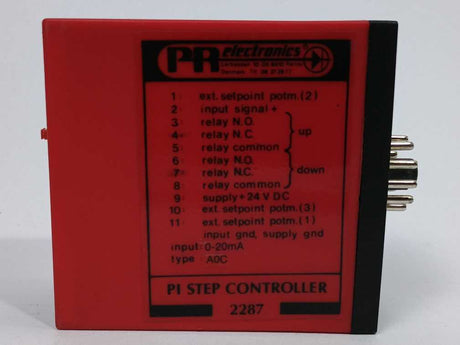 PR electronics
1: ext. setpoint potm.(2)
2: input signal +
3: relay N.O.
4: relay N.C.
5: relay common
up
6: relay N.O.
7: relay N.C.
8: relay common
down
9: supply + 24 V DC
10: ext. setpoint potm.(3)
11: ext. setpoint potm.(1)
input gnd, supply gnd
input: 0-20mA
type : A0C
PI STEP CONTROLLER
2287